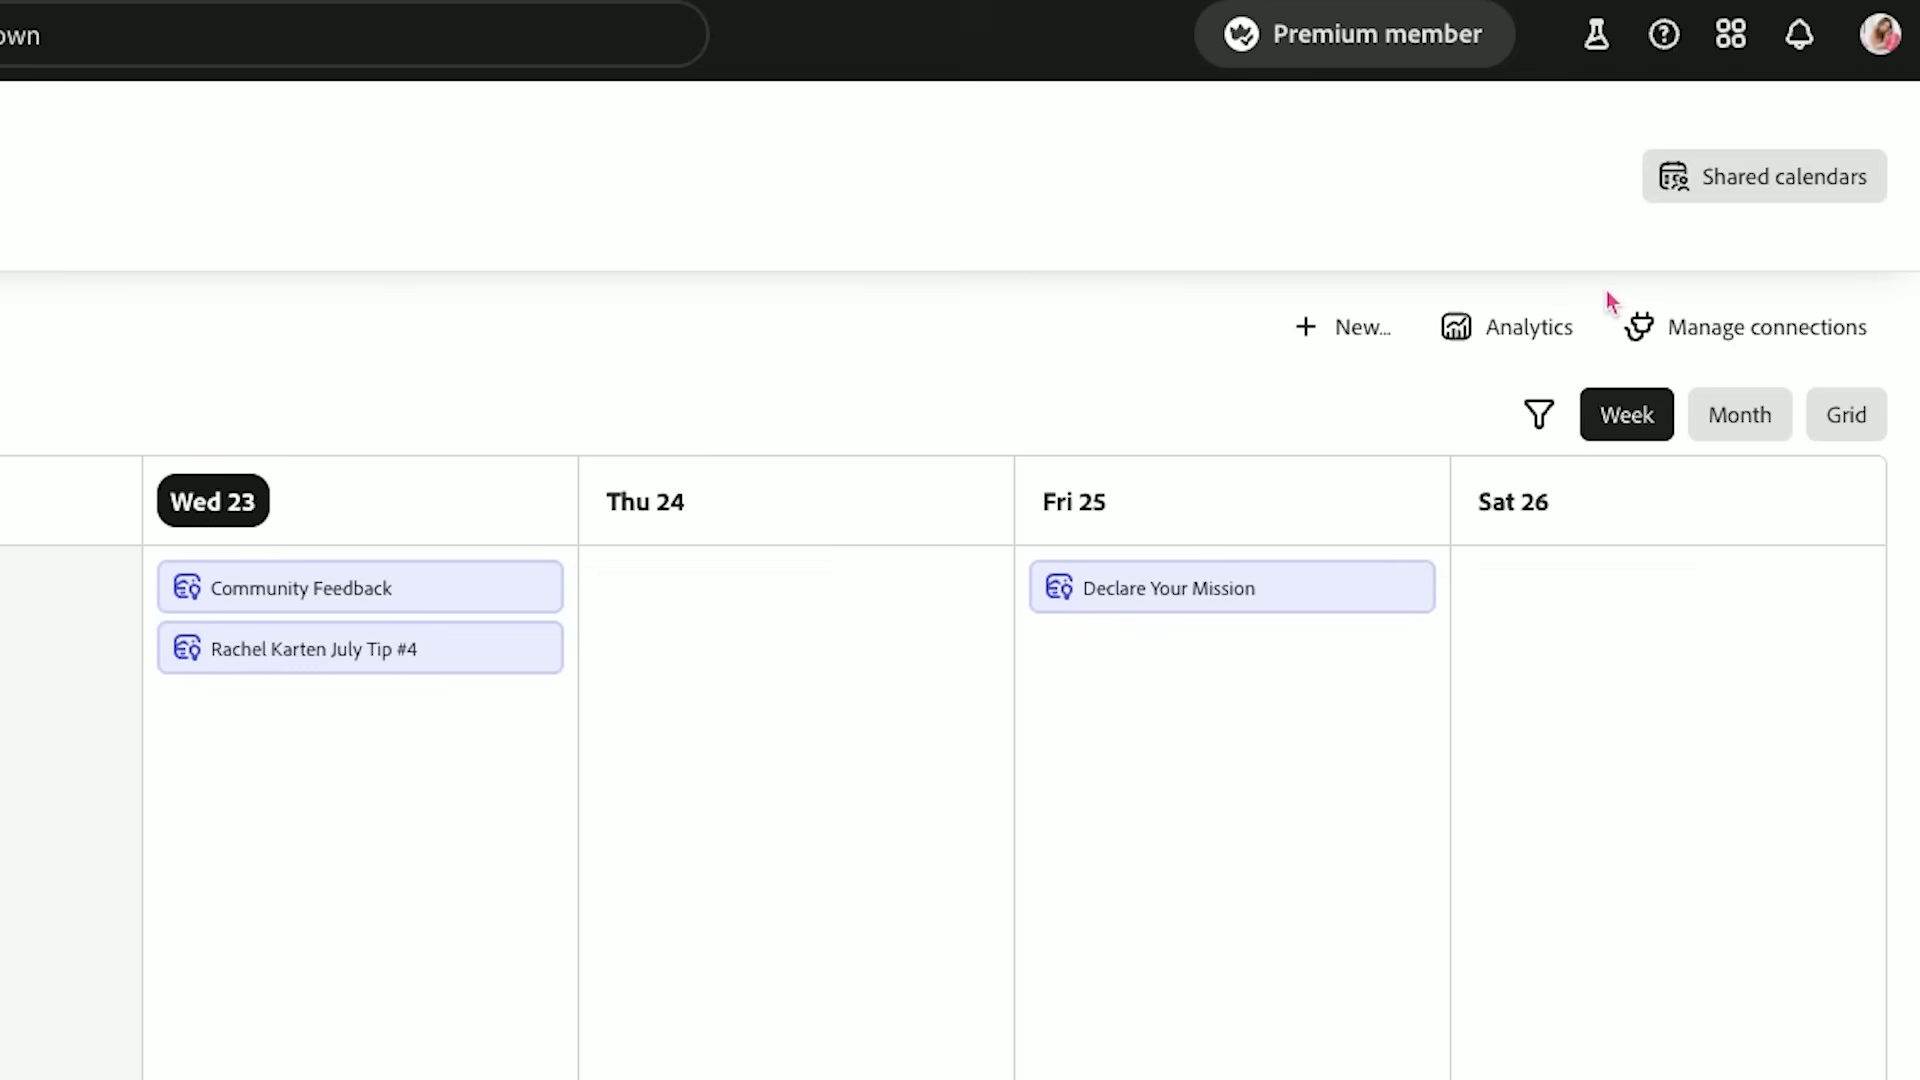 own
Premium member
Shared calendars
New...
Analytics
Manage connections
Week
Month
Grid
Wed 23
Thu 24
Fri 25
Sat 26
Community Feedback
Declare Your Mission
Rachel Karten July Tip #4